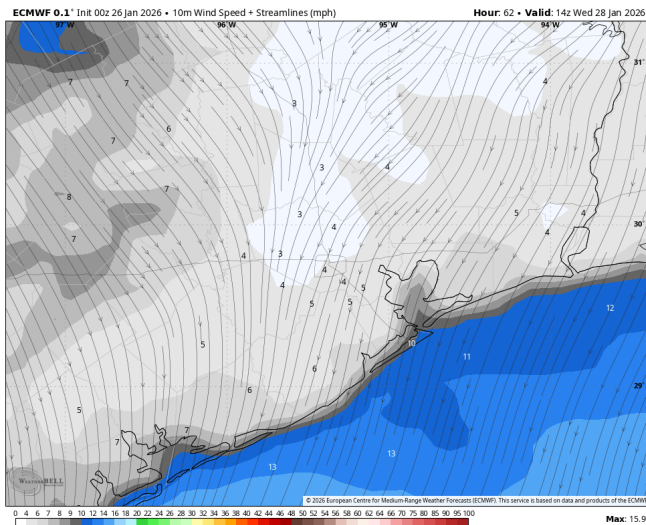 ECMWF 0.1° Init 00z 26 Jan 2026 • 10m Wind Speed + Streamlines (mph)
Hour: 62 • Valid: 14z Wed 28 Jan 2026
97°W 96°W 95°W 94°W
31°
7 7 3 4
6
7
3 4
7
8
3 5 4
30°
7 4 4
4 3
4 4
4 5
5 5
12
5 10
11
6
6
29°
5
7 7
13
13
WEATHERBELL
© 2026 European Centre for Medium-Range Weather Forecasts (ECMWF). This service is based on data and products of the ECMWF
0 4 6 7 8 9 10 12 14 16 18 20 22 24 26 28 30 32 34 36 38 40 42 44 46 48 50 52 54 56 58 60 62 64 66 70 75 80 85 90 95 100
Max: 15.9